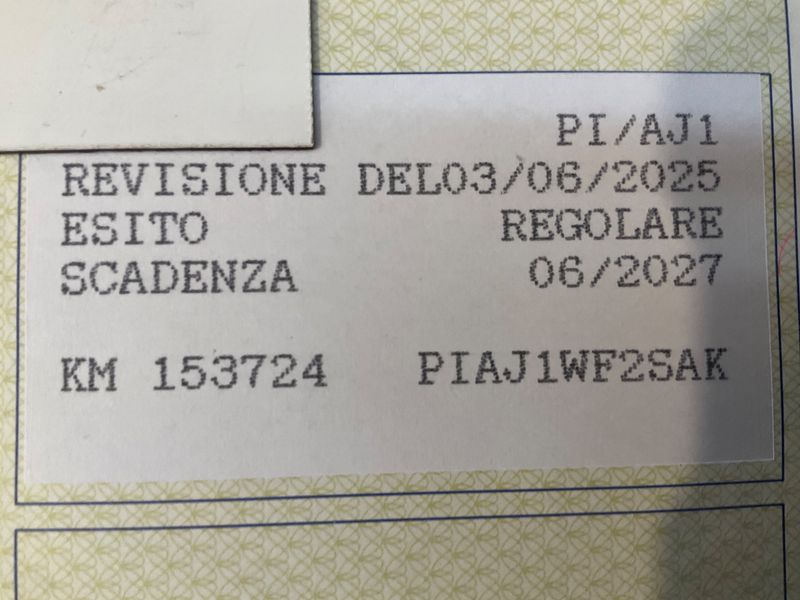 PI/AJ1
REVISIONE DEL03/06/2025
ESITO REGOLARE
SCADENZA 06/2027
KM 153724 PIAJ1WF2SAK